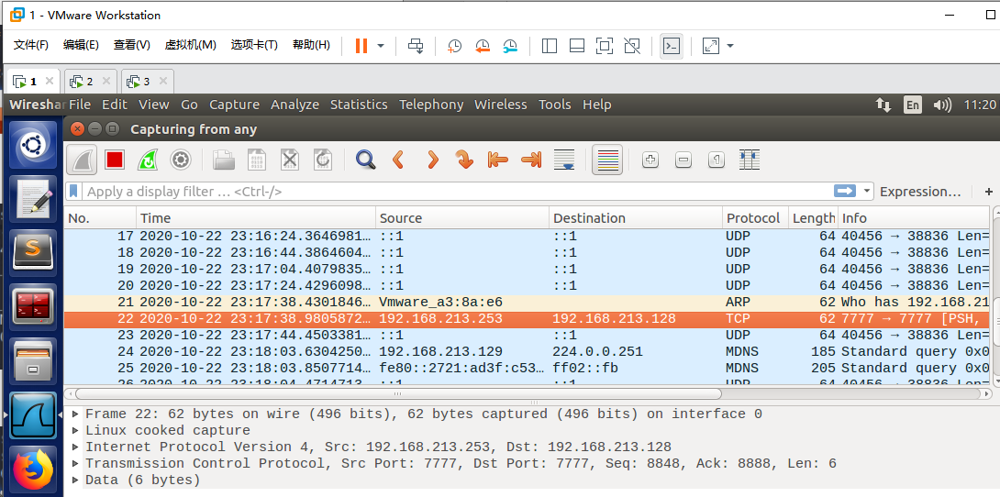 1 - VMware Workstation
文件(F) 编辑(E) 查看(V) 虚拟机(M) 选项卡(T) 帮助(H)
1 2 3
Wireshar File Edit View Go Capture Analyze Statistics Telephony Wireless Tools Help En 11:20
Capturing from any
Apply a display filter … <Ctrl-/> Expression… +
No. Time Source Destination Protocol Length Info
17 2020-10-22 23:16:24.3646981… ::1 ::1 UDP 64 40456 → 38836 Len=
18 2020-10-22 23:16:44.3864604… ::1 ::1 UDP 64 40456 → 38836 Len=
19 2020-10-22 23:17:04.4079835… ::1 ::1 UDP 64 40456 → 38836 Len=
20 2020-10-22 23:17:24.4296098… ::1 ::1 UDP 64 40456 → 38836 Len=
21 2020-10-22 23:17:38.4301846… Vmware_a3:8a:e6 ARP 62 Who has 192.168.21
22 2020-10-22 23:17:38.9805872… 192.168.213.253 192.168.213.128 TCP 62 7777 → 7777 [PSH,
23 2020-10-22 23:17:44.4503381… ::1 ::1 UDP 64 40456 → 38836 Len=
24 2020-10-22 23:18:03.6304250… 192.168.213.129 224.0.0.251 MDNS 185 Standard query 0x0
25 2020-10-22 23:18:03.8507714… fe80::2721:ad3f:c53… ff02::fb MDNS 205 Standard query 0x0
26 2020-10-22 23:18:04.4714713… ::1 ::1 UDP 64 40456 → 38836 Len=
Frame 22: 62 bytes on wire (496 bits), 62 bytes captured (496 bits) on interface 0
Linux cooked capture
Internet Protocol Version 4, Src: 192.168.213.253, Dst: 192.168.213.128
Transmission Control Protocol, Src Port: 7777, Dst Port: 7777, Seq: 8848, Ack: 8888, Len: 6
Data (6 bytes)